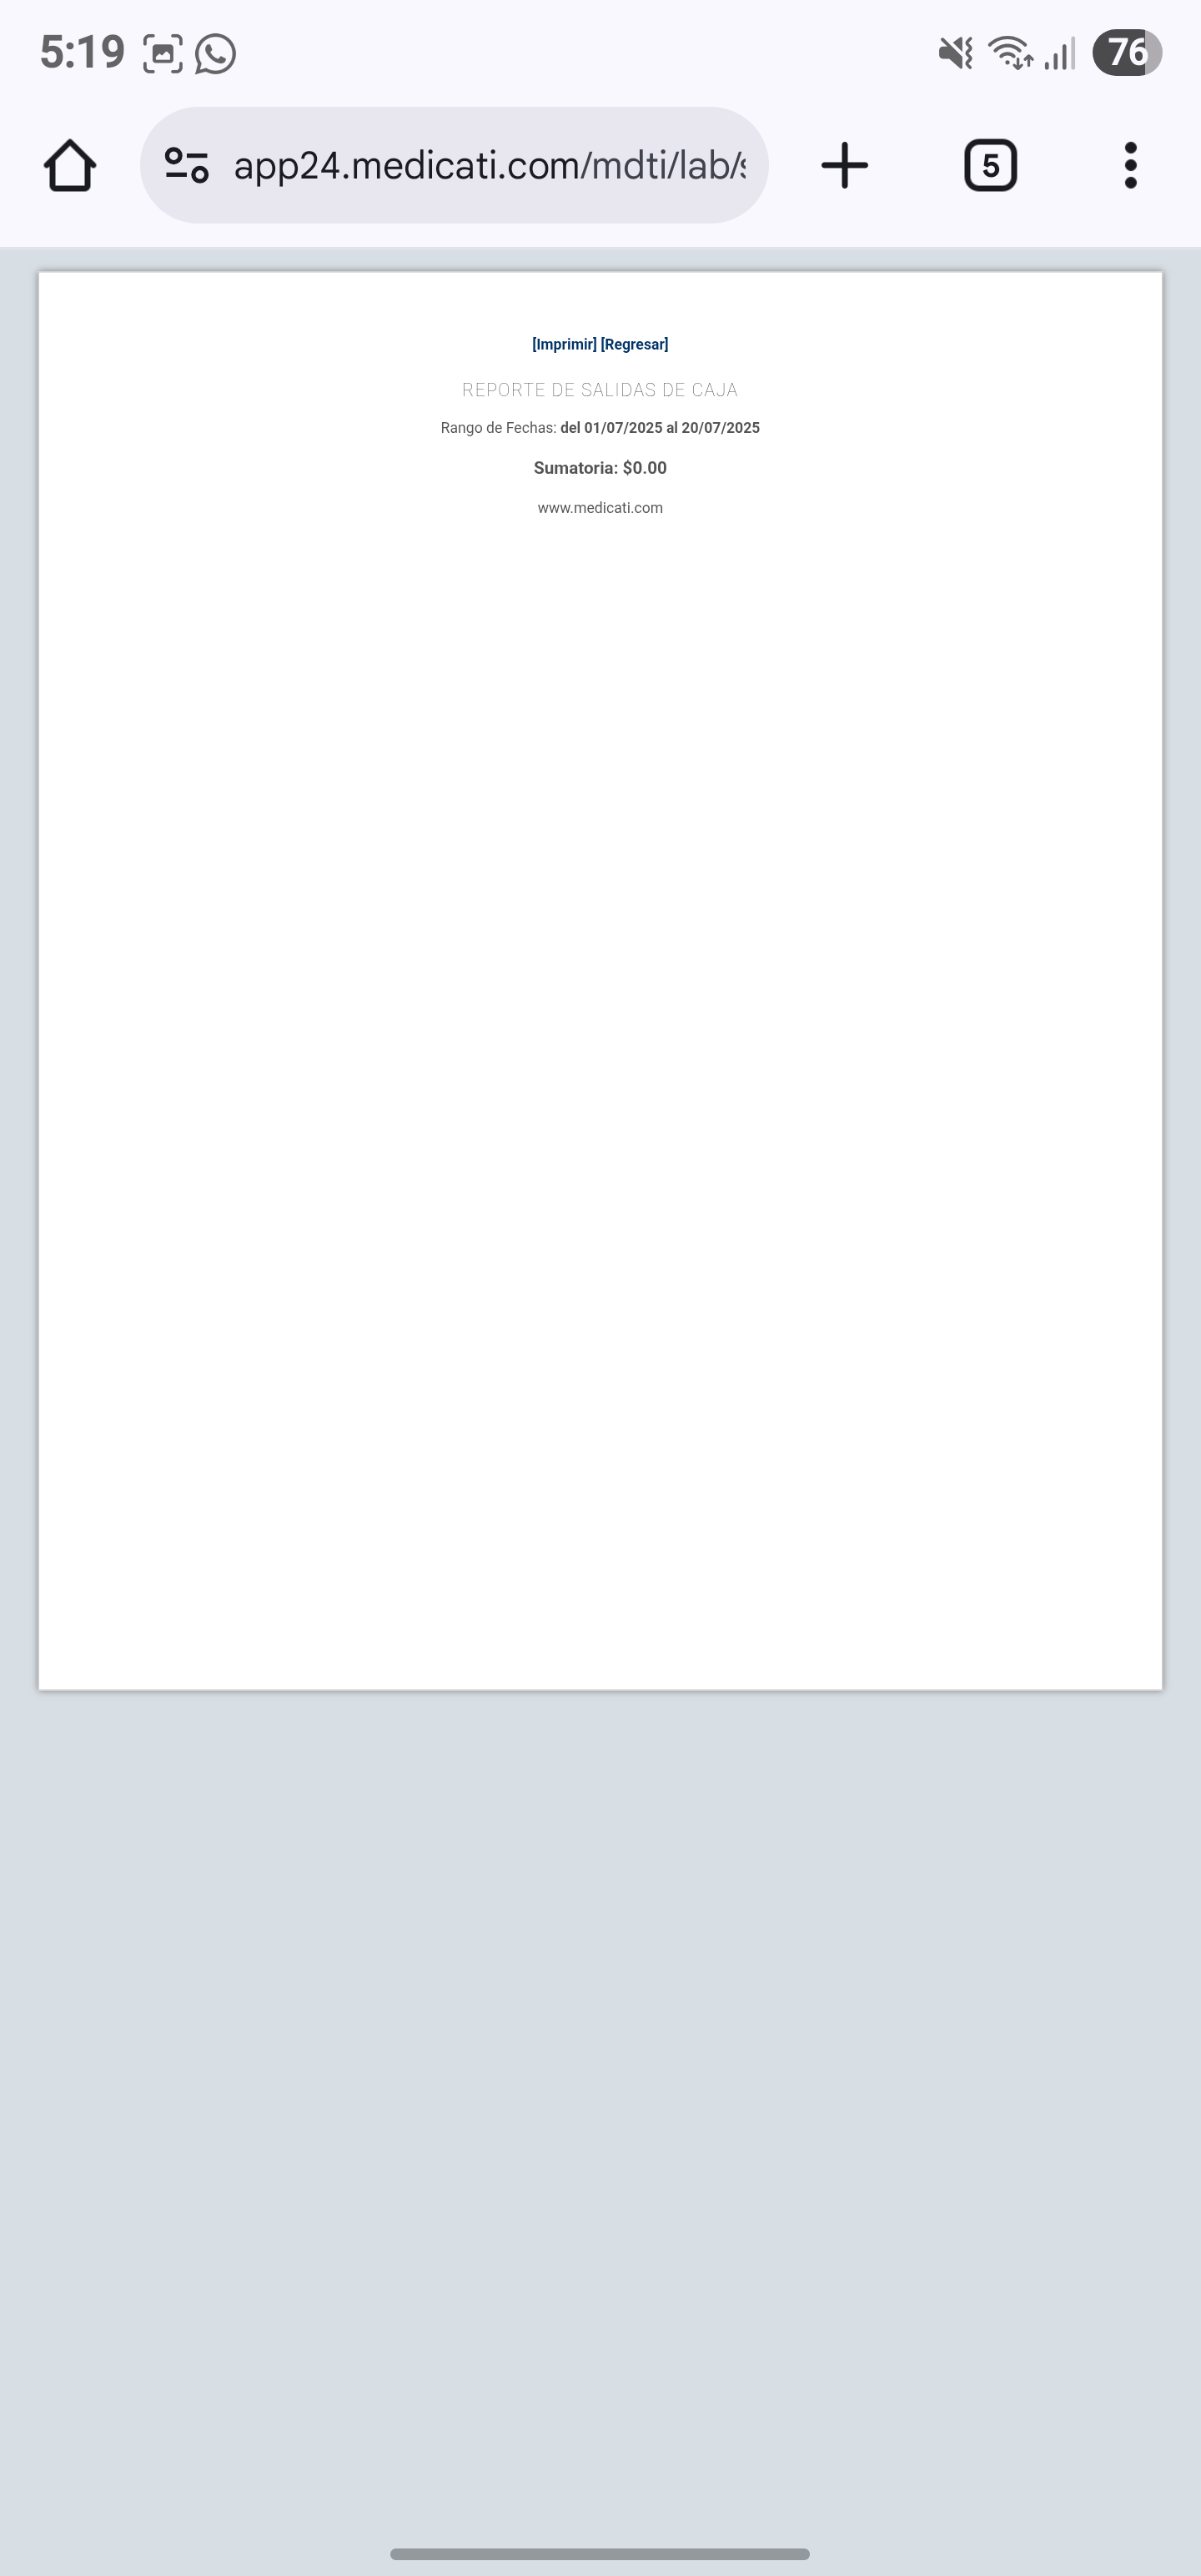 5:19
76
app24.medicati.com/mdti/lab/
5
[Imprimir] [Regresar]
REPORTE DE SALIDAS DE CAJA
Rango de Fechas: del 01/07/2025 al 20/07/2025
Sumatoria: $0.00
www.medicati.com